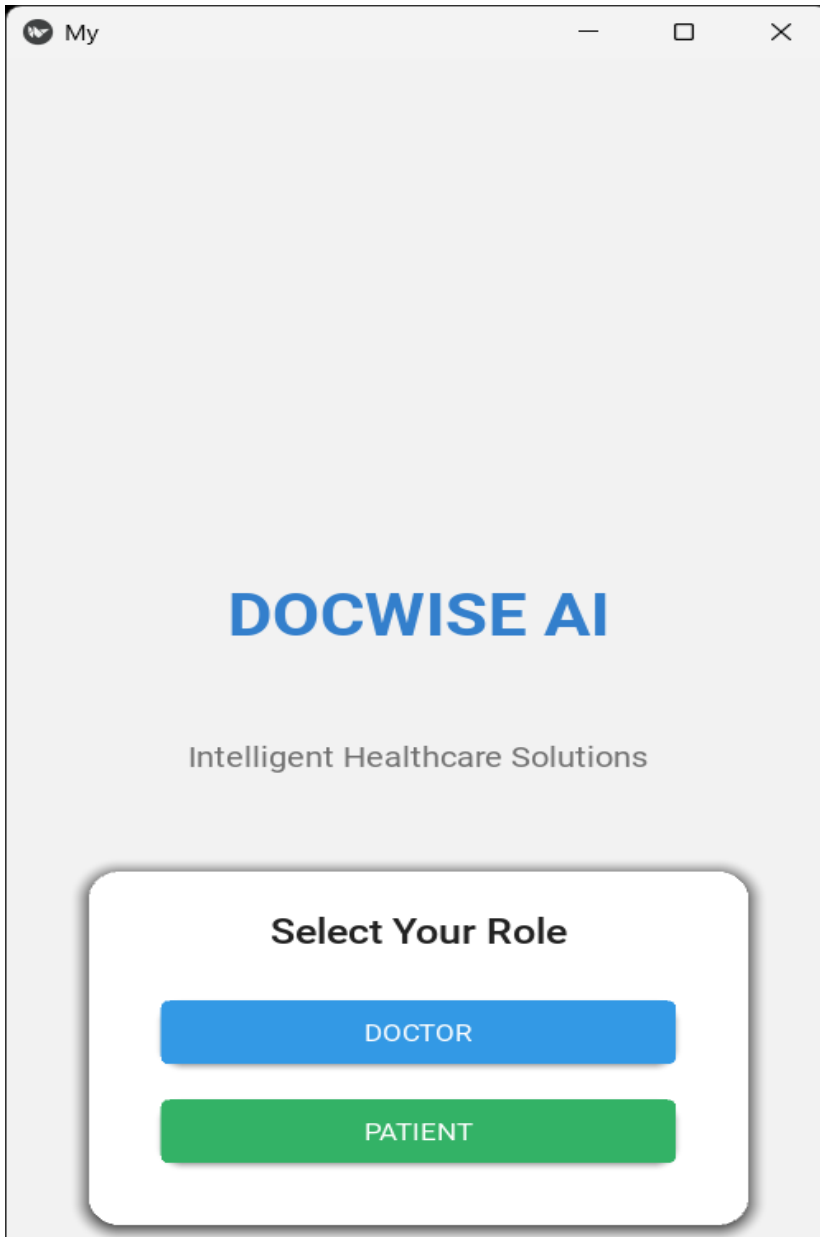 My
DOCWISE AI
Intelligent Healthcare Solutions
Select Your Role
DOCTOR
PATIENT